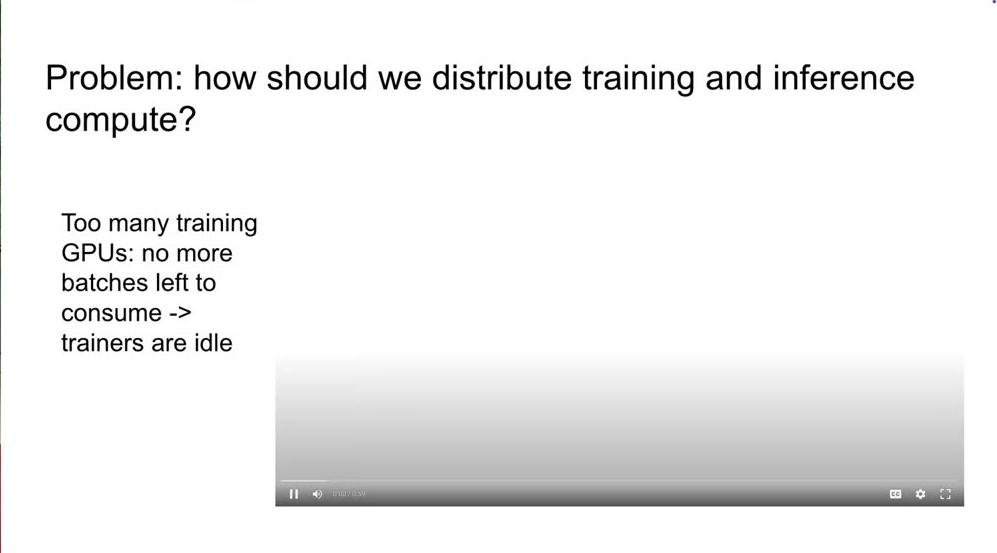 Problem: how should we distribute training and inference
compute?
Too many training
GPUs: no more
batches left to
consume ->
trainers are idle
CC